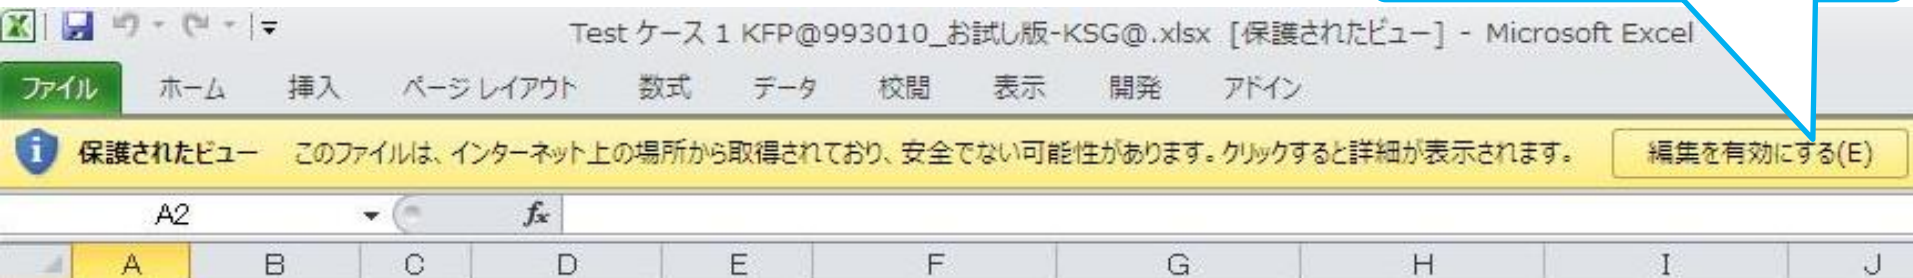 Test ケース 1 KFP@993010_お試し版-KSG@.xlsx [保護されたビュー] - Microsoft Excel
ファイル ホーム 挿入 ページ レイアウト 数式 データ 校閲 表示 開発 アドイン
保護されたビュー このファイルは、インターネット上の場所から取得されており、安全でない可能性があります。クリックすると詳細が表示されます。 編集を有効にする(E)
A2 fx
A B C D E F G H I J